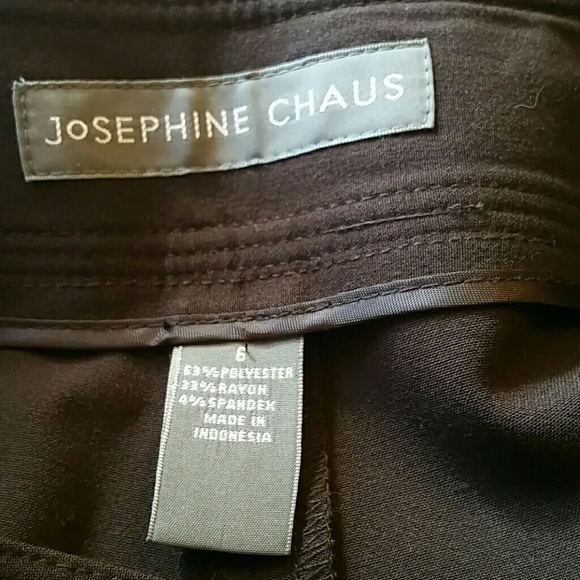 JOSEPHINE CHAUS
6
63% POLYESTER
33% RAYON
4% SPANDEX
MADE IN
INDONESIA